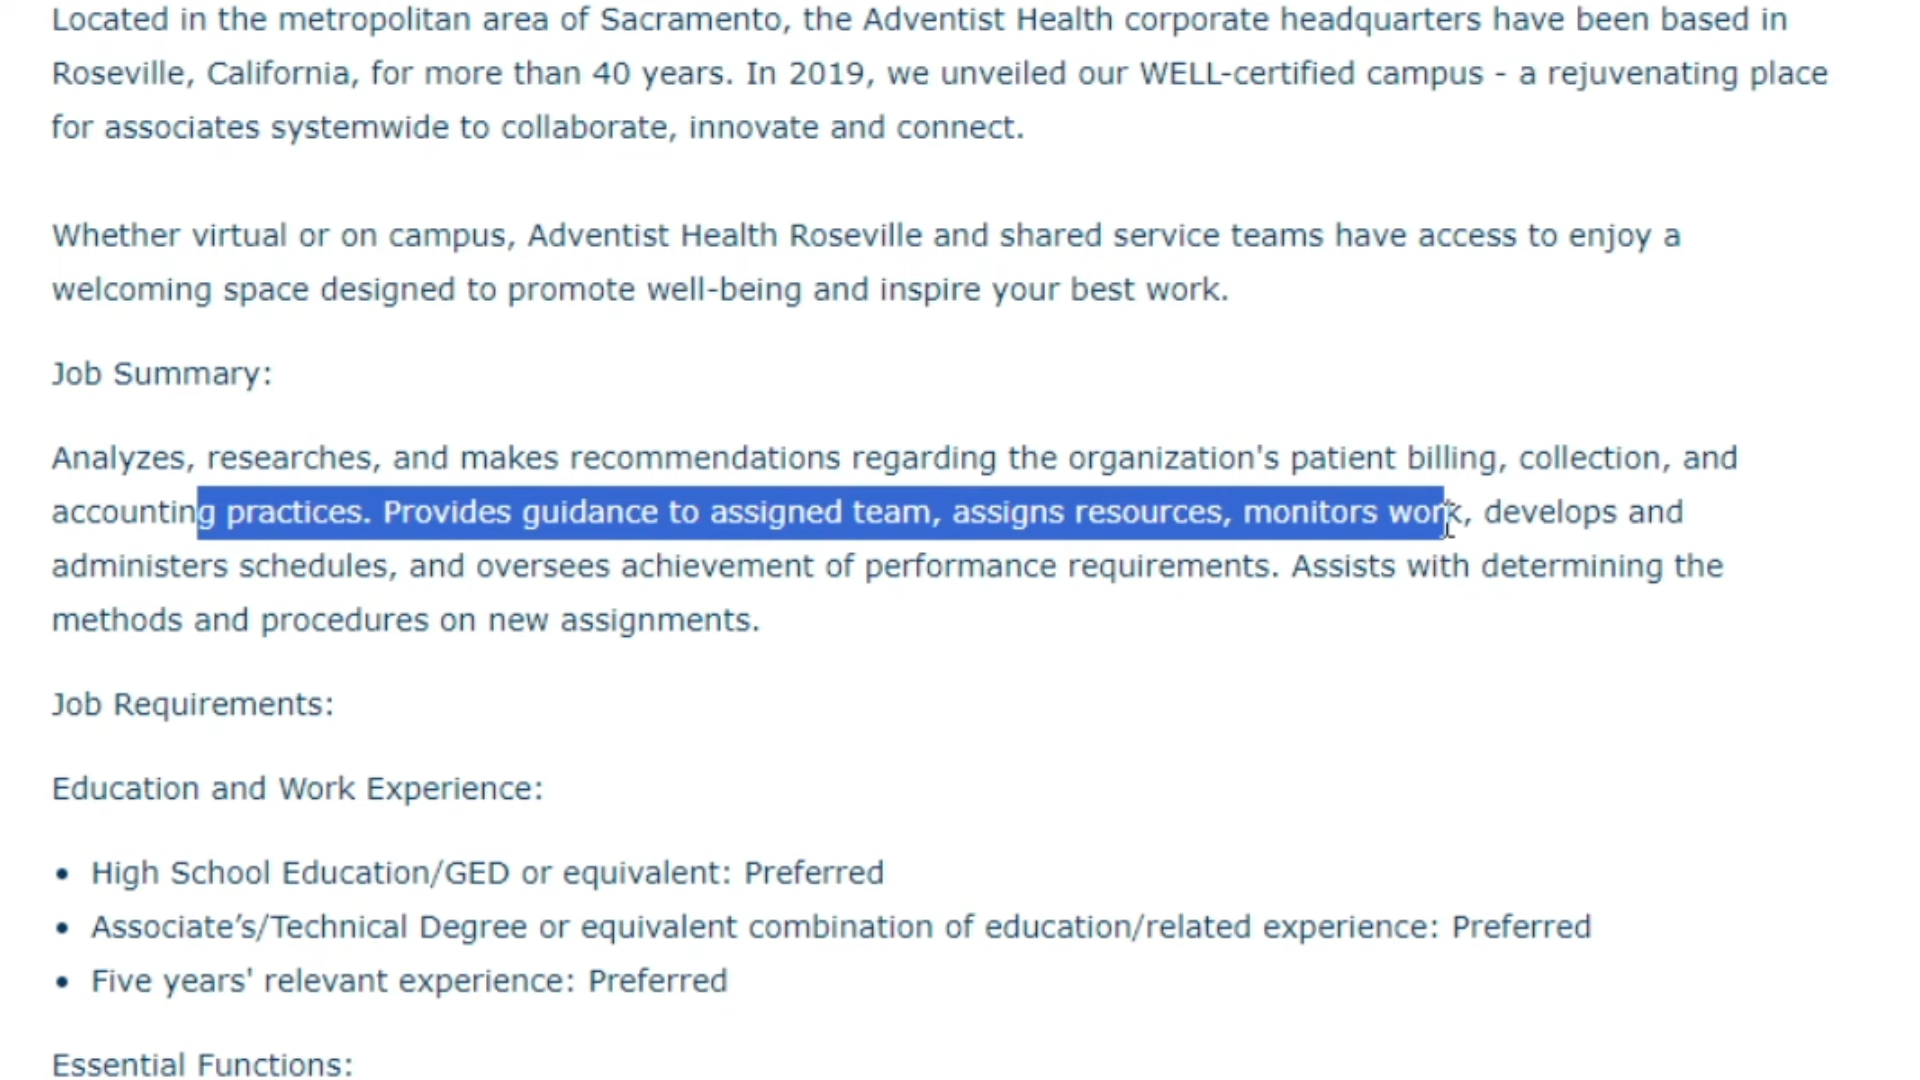 Located in the metropolitan area of Sacramento, the Adventist Health corporate headquarters have been based in
Roseville, California, for more than 40 years. In 2019, we unveiled our WELL-certified campus - a rejuvenating place
for associates systemwide to collaborate, innovate and connect.
Whether virtual or on campus, Adventist Health Roseville and shared service teams have access to enjoy a
welcoming space designed to promote well-being and inspire your best work.
Job Summary:
Analyzes, researches, and makes recommendations regarding the organization's patient billing, collection, and
accounting practices. Provides guidance to assigned team, assigns resources, monitors work, develops and
administers schedules, and oversees achievement of performance requirements. Assists with determining the
methods and procedures on new assignments.
Job Requirements:
Education and Work Experience:
• High School Education/GED or equivalent: Preferred
• Associate’s/Technical Degree or equivalent combination of education/related experience: Preferred
• Five years' relevant experience: Preferred
Essential Functions: